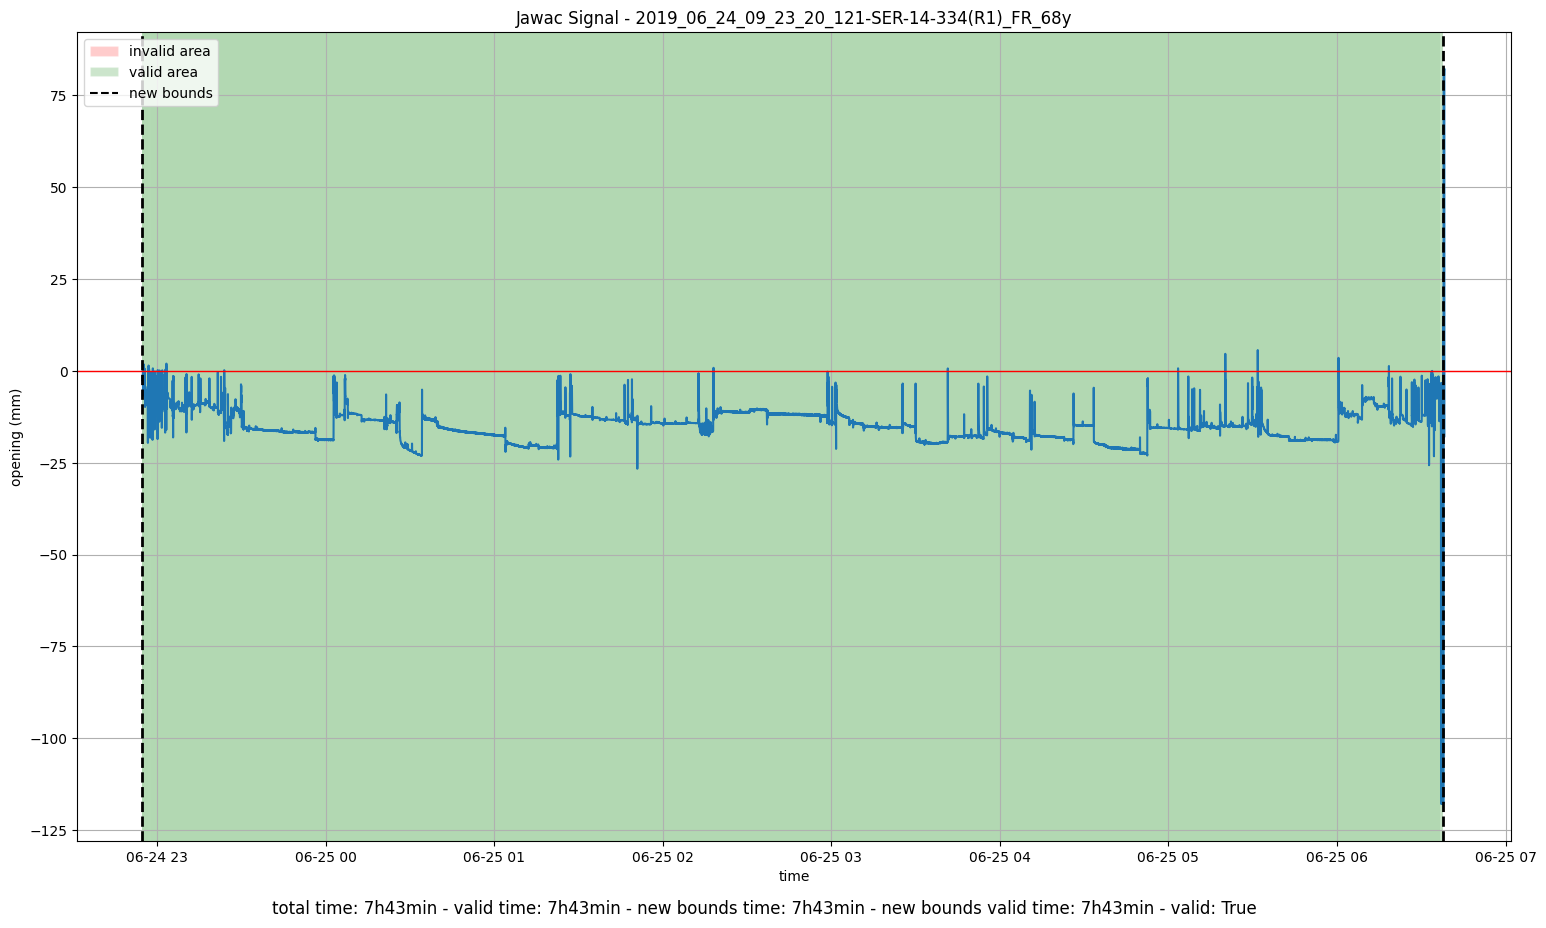 Jawac Signal - 2019_06_24_09_23_20_121-SER-14-334(R1)_FR_68y
invalid area
valid area
new bounds
75
50
25
0
−25
−50
−75
−100
−125
opening (mm)
06-24 23
06-25 00
06-25 01
06-25 02
06-25 03
06-25 04
06-25 05
06-25 06
06-25 07
time
total time: 7h43min - valid time: 7h43min - new bounds time: 7h43min - new bounds valid time: 7h43min - valid: True